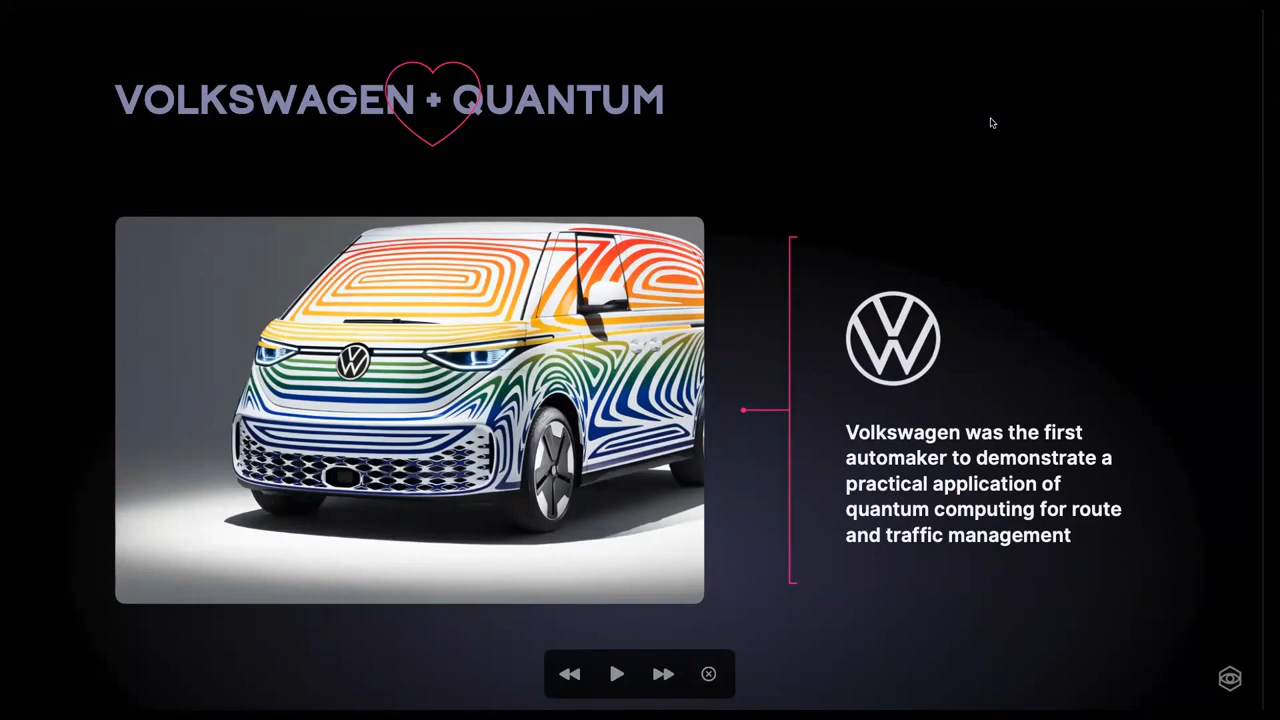 VOLKSWAGEN + QUANTUM
Volkswagen was the first
automaker to demonstrate a
practical application of
quantum computing for route
and traffic management